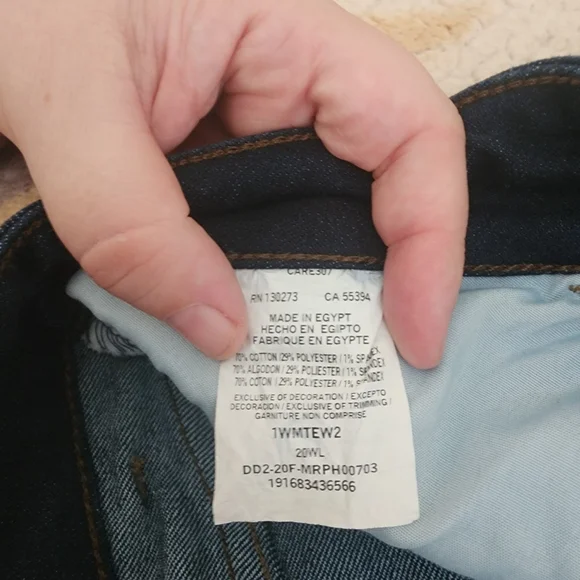 CARE307
RN 130273 CA 55394
MADE IN EGYPT
HECHO EN EGIPTO
FABRIQUE EN EGYPTE
70% COTTON / 29% POLYESTER / 1% SPANDEX
70% ALGODON / 29% POLIESTER / 1% SPANDEX
70% COTON / 29% POLYESTER / 1% SPANDEX
EXCLUSIVE OF DECORATION / EXCEPTO
DECORACION / EXCLUSIVE OF TRIMMING /
GARNITURE NON COMPRISE
1WMTEW2
20WL
DD2-20F-MRPH00703
191683436566